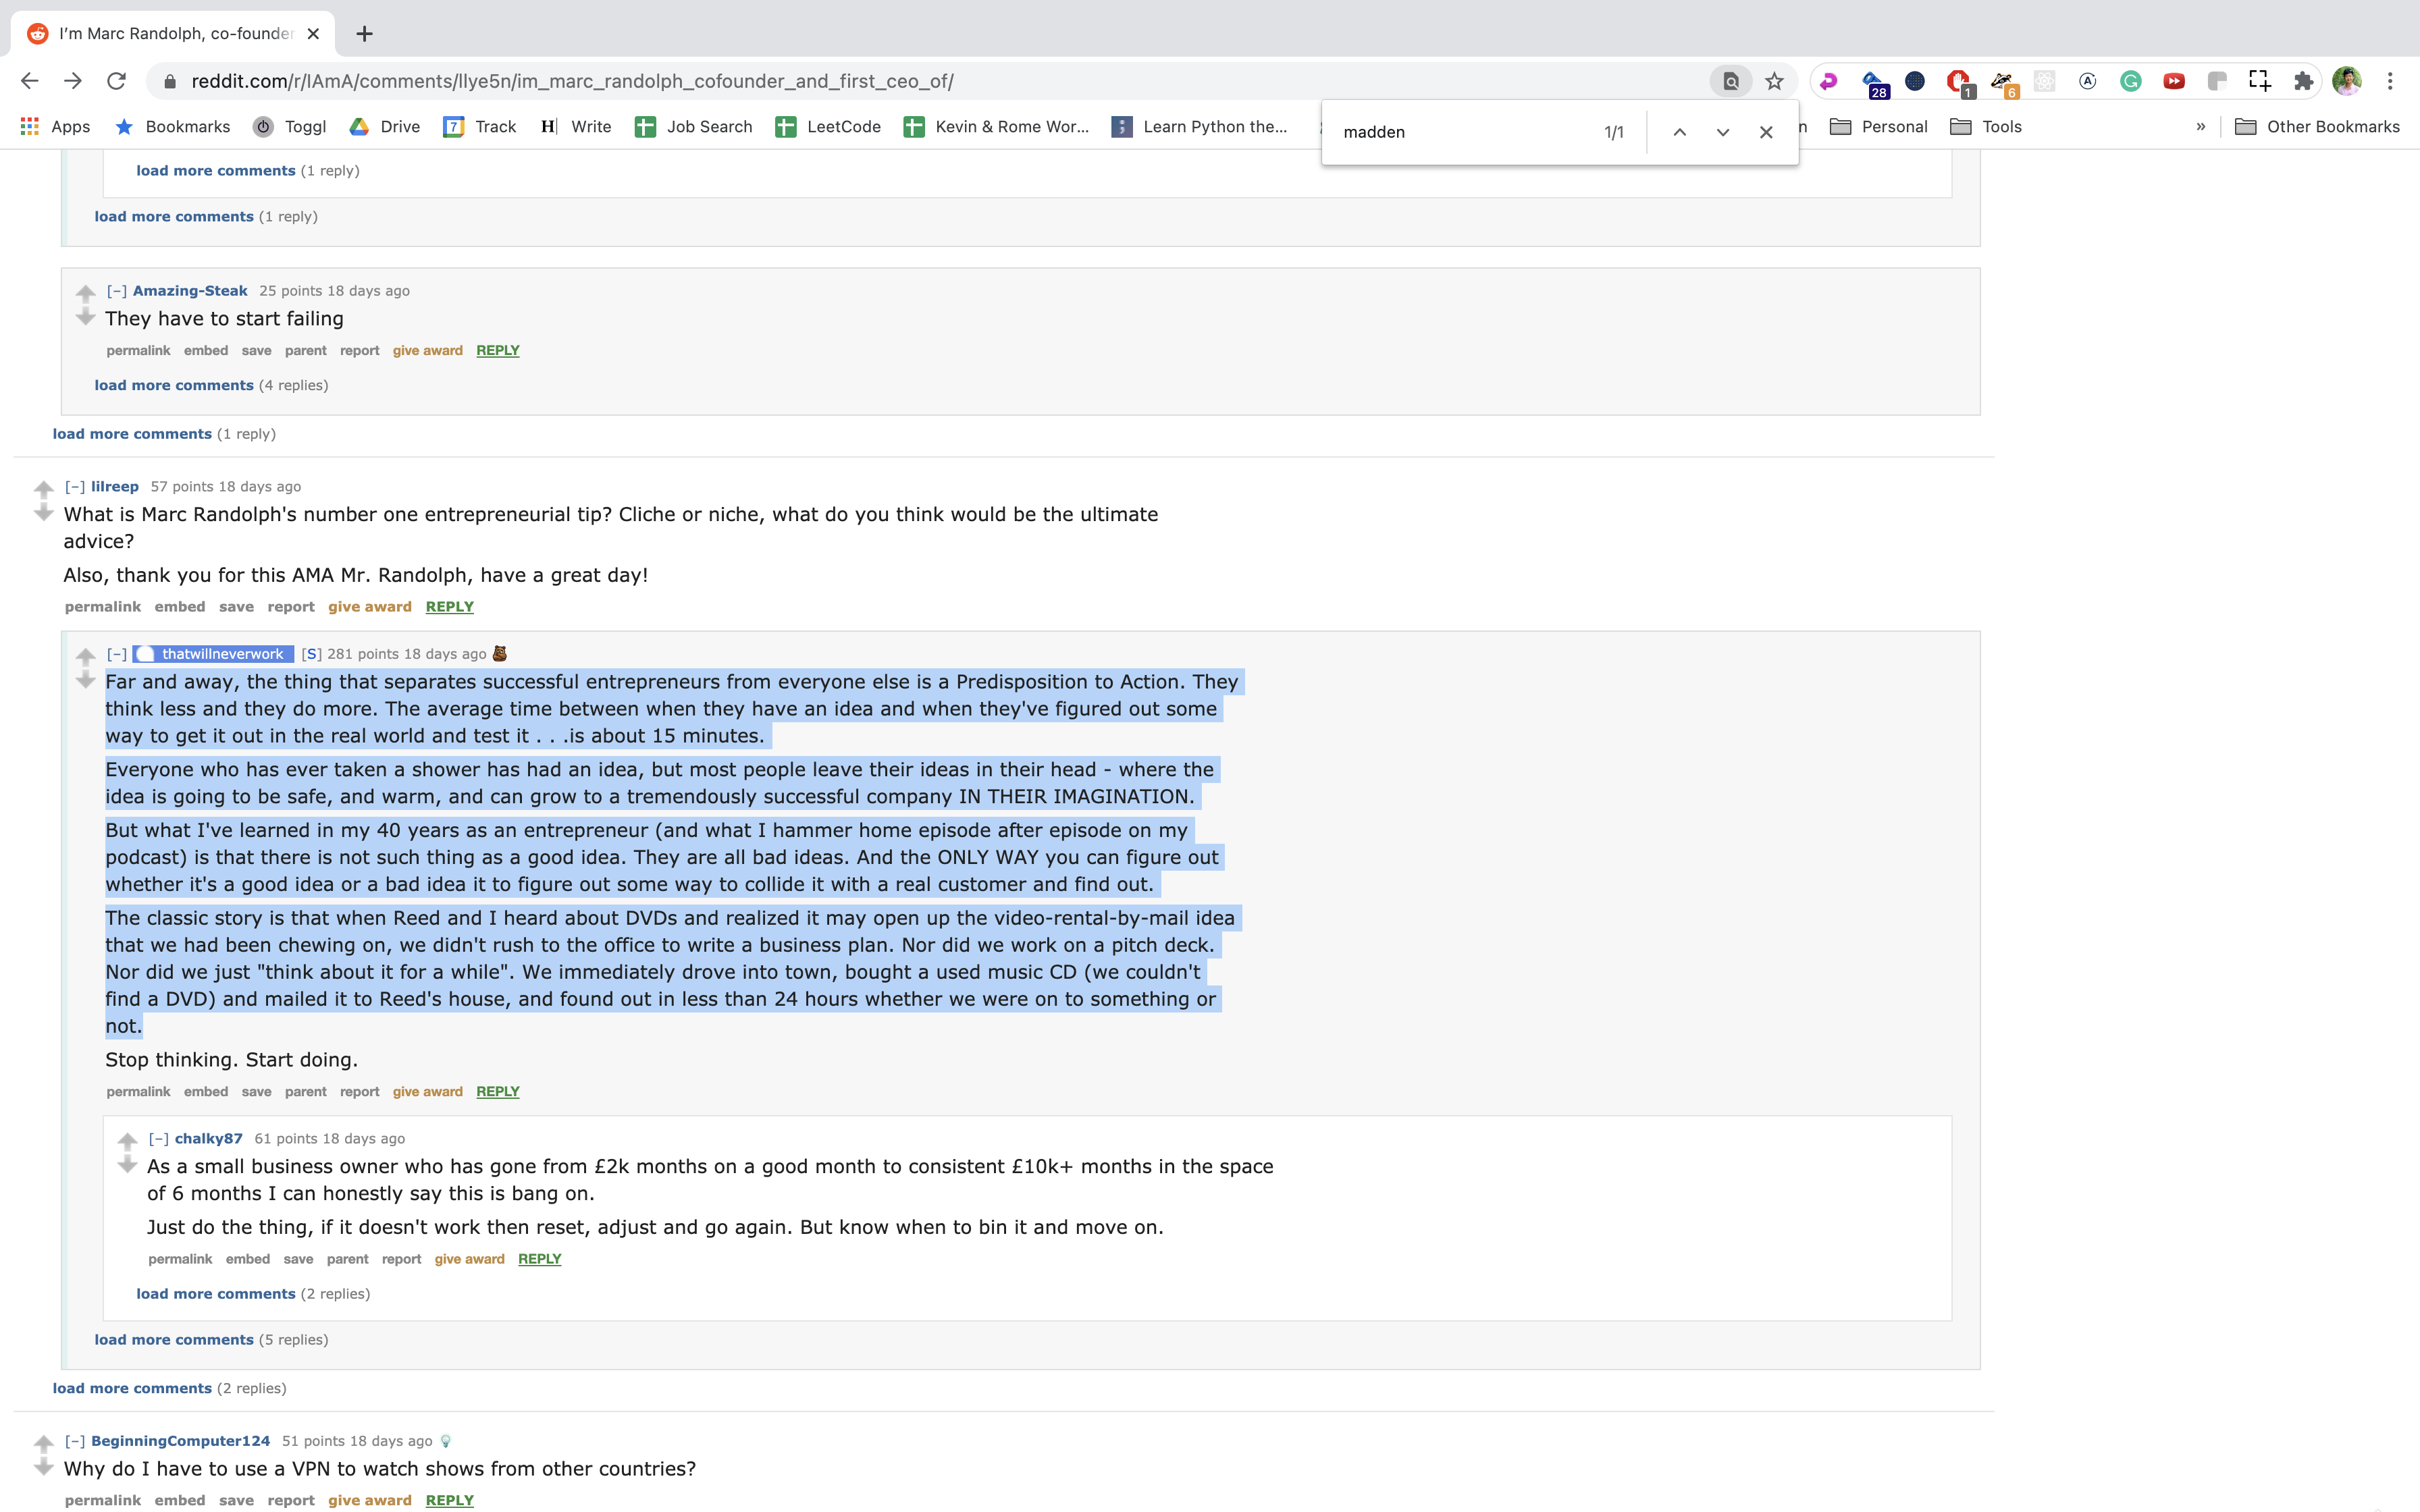 I'm Marc Randolph, co-founder
reddit.com/r/IAmA/comments/llye5n/im_marc_randolph_cofounder_and_first_ceo_of/
28
1
6
Apps Bookmarks Toggl Drive 7 Track H Write Job Search LeetCode Kevin & Rome Wor... Learn Python the... n Personal Tools » Other Bookmarks
madden 1/1
load more comments (1 reply)
load more comments (1 reply)
[–] Amazing-Steak 25 points 18 days ago
They have to start failing
permalink embed save parent report give award REPLY
load more comments (4 replies)
load more comments (1 reply)
[–] lilreep 57 points 18 days ago
What is Marc Randolph's number one entrepreneurial tip? Cliche or niche, what do you think would be the ultimate
advice?
Also, thank you for this AMA Mr. Randolph, have a great day!
permalink embed save report give award REPLY
[–] thatwillneverwork [S] 281 points 18 days ago
Far and away, the thing that separates successful entrepreneurs from everyone else is a Predisposition to Action. They
think less and they do more. The average time between when they have an idea and when they've figured out some
way to get it out in the real world and test it . . .is about 15 minutes.
Everyone who has ever taken a shower has had an idea, but most people leave their ideas in their head - where the
idea is going to be safe, and warm, and can grow to a tremendously successful company IN THEIR IMAGINATION.
But what I've learned in my 40 years as an entrepreneur (and what I hammer home episode after episode on my
podcast) is that there is not such thing as a good idea. They are all bad ideas. And the ONLY WAY you can figure out
whether it's a good idea or a bad idea it to figure out some way to collide it with a real customer and find out.
The classic story is that when Reed and I heard about DVDs and realized it may open up the video-rental-by-mail idea
that we had been chewing on, we didn't rush to the office to write a business plan. Nor did we work on a pitch deck.
Nor did we just "think about it for a while". We immediately drove into town, bought a used music CD (we couldn't
find a DVD) and mailed it to Reed's house, and found out in less than 24 hours whether we were on to something or
not.
Stop thinking. Start doing.
permalink embed save parent report give award REPLY
[–] chalky87 61 points 18 days ago
As a small business owner who has gone from £2k months on a good month to consistent £10k+ months in the space
of 6 months I can honestly say this is bang on.
Just do the thing, if it doesn't work then reset, adjust and go again. But know when to bin it and move on.
permalink embed save parent report give award REPLY
load more comments (2 replies)
load more comments (5 replies)
load more comments (2 replies)
[–] BeginningComputer124 51 points 18 days ago
Why do I have to use a VPN to watch shows from other countries?
permalink embed save report give award REPLY